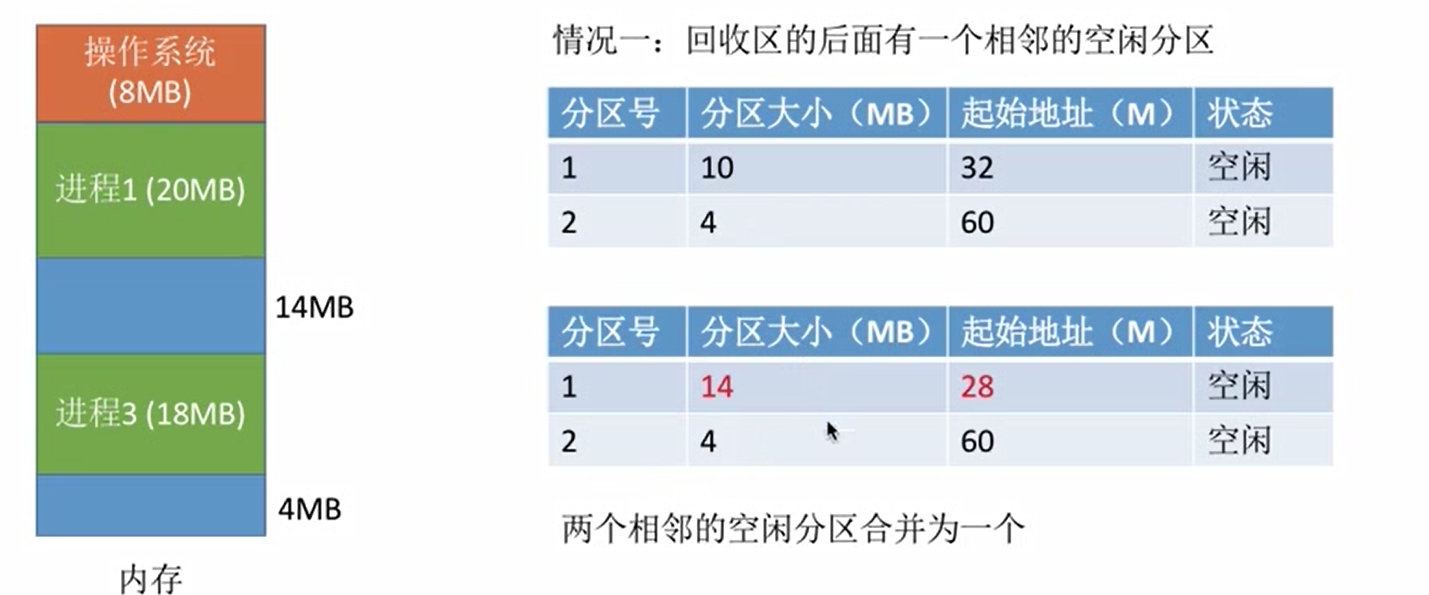 操作系统
(8MB)
进程1 (20MB)
14MB
进程3 (18MB)
4MB
内存
情况一：回收区的后面有一个相邻的空闲分区
分区号 分区大小（MB） 起始地址（M） 状态
1 10 32 空闲
2 4 60 空闲
分区号 分区大小（MB） 起始地址（M） 状态
1 14 28 空闲
2 4 60 空闲
两个相邻的空闲分区合并为一个